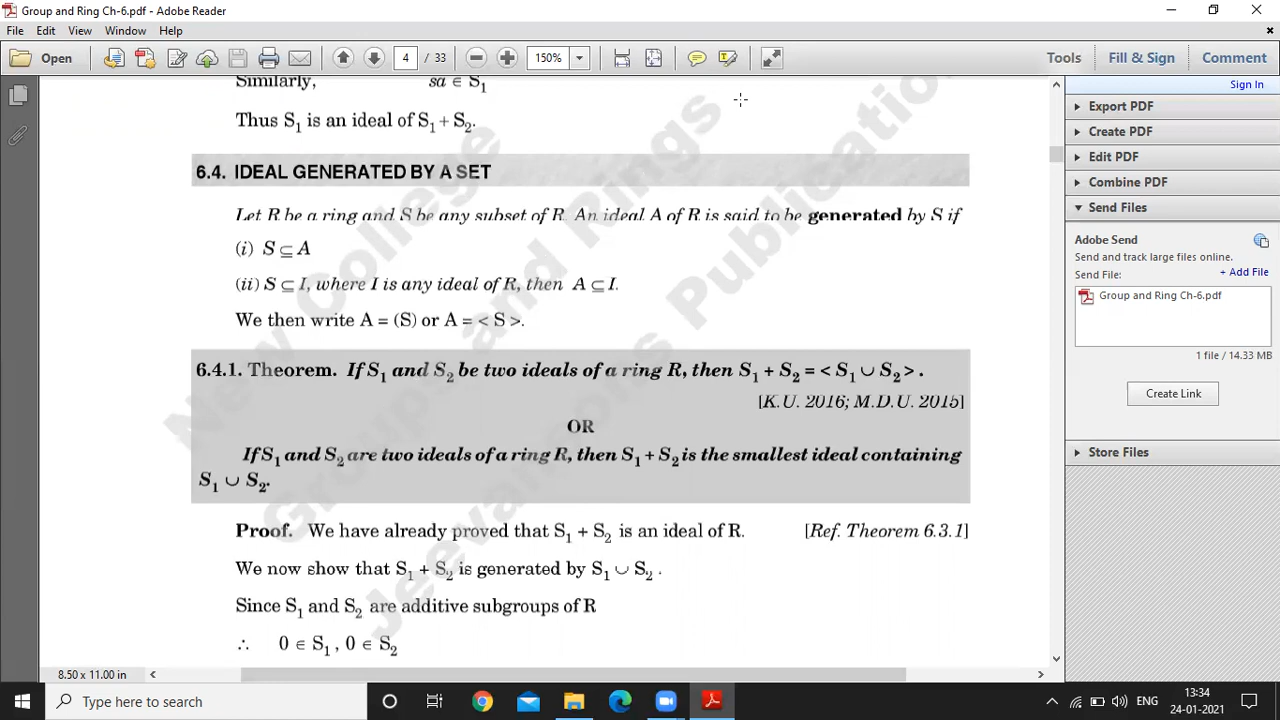 Group and Ring Ch-6.pdf - Adobe Reader
File Edit View Window Help
Open 4 / 33 150% Tools Fill & Sign Comment
Similarly, sa ∈ S₁
Thus S₁ is an ideal of S₁ + S₂.
6.4. IDEAL GENERATED BY A SET
Let R be a ring and S be any subset of R. An ideal A of R is said to be generated by S if
(i) S ⊆ A
(ii) S ⊆ I, where I is any ideal of R, then A ⊆ I.
We then write A = (S) or A = < S >.
6.4.1. Theorem. If S₁ and S₂ be two ideals of a ring R, then S₁ + S₂ = < S₁ ∪ S₂ > .
[K.U. 2016; M.D.U. 2015]
OR
If S₁ and S₂ are two ideals of a ring R, then S₁ + S₂ is the smallest ideal containing
S₁ ∪ S₂.
Proof. We have already proved that S₁ + S₂ is an ideal of R. [Ref. Theorem 6.3.1]
We now show that S₁ + S₂ is generated by S₁ ∪ S₂ .
Since S₁ and S₂ are additive subgroups of R
∴ 0 ∈ S₁ , 0 ∈ S₂
New College
Groups and Rings
Jeevansons Publications
Sign In
Export PDF
Create PDF
Edit PDF
Combine PDF
Send Files
Adobe Send
Send and track large files online.
Send File: + Add File
Group and Ring Ch-6.pdf
1 file / 14.33 MB
Create Link
Store Files
8.50 x 11.00 in
Type here to search
ENG
13:34
24-01-2021